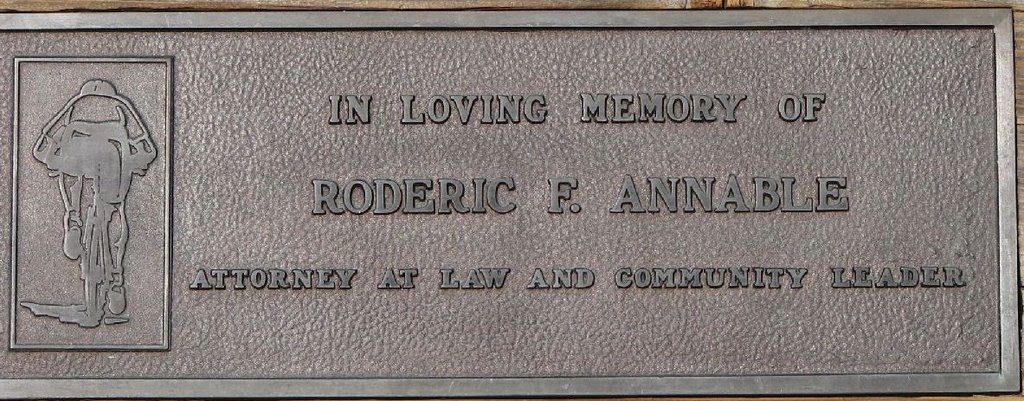 IN LOVING MEMORY OF
RODERIC F. ANNABLE
ATTORNEY AT LAW AND COMMUNITY LEADER